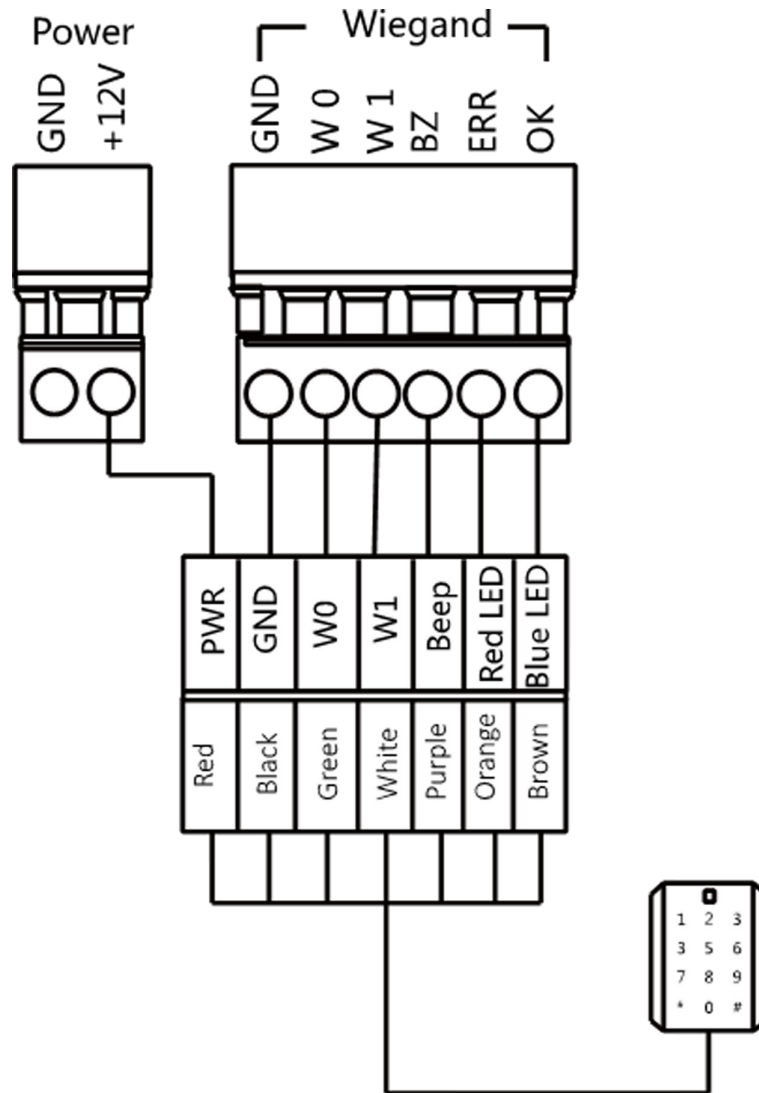 Power
Wiegand
GND
+12V
GND
W 0
W 1
BZ
ERR
OK
PWR
GND
W0
W1
Beep
Red LED
Blue LED
Red
Black
Green
White
Purple
Orange
Brown
1 2 3
3 5 6
7 8 9
* 0 #